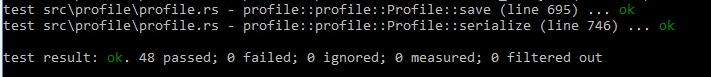 test src\profile\profile.rs - profile::profile::Profile::save (line 695) ... ok
test src\profile\profile.rs - profile::profile::Profile::serialize (line 746) ... ok
test result: ok. 48 passed; 0 failed; 0 ignored; 0 measured; 0 filtered out